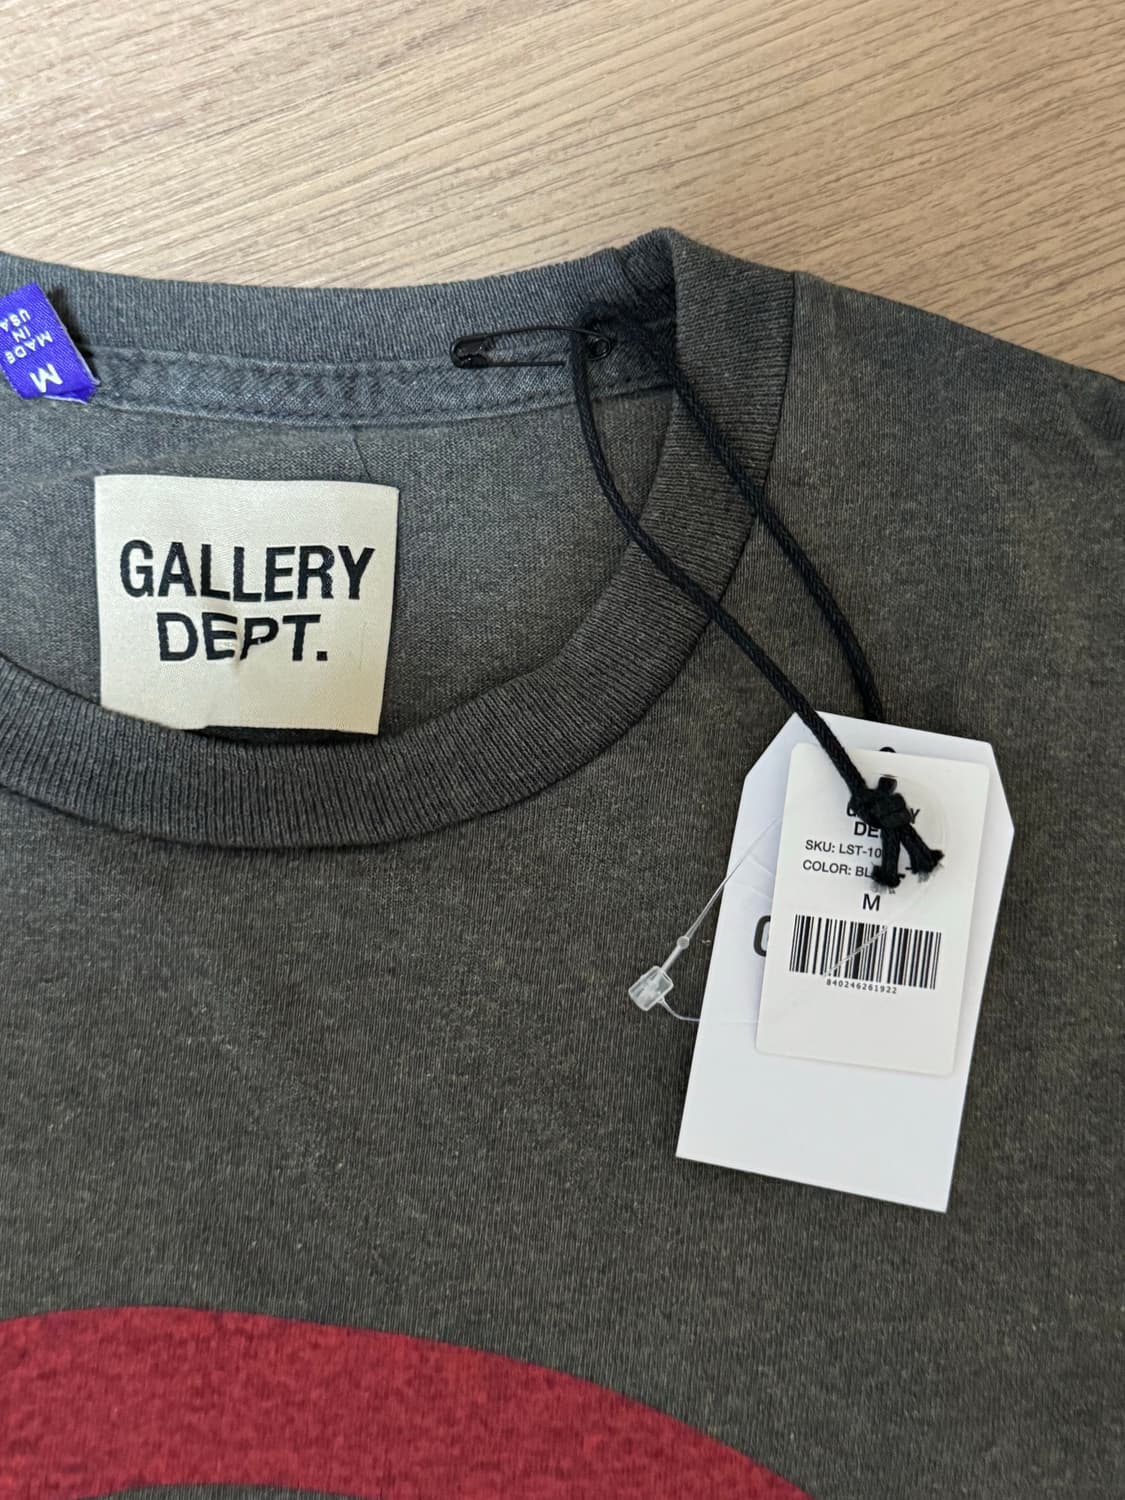 M
MADE
IN
USA
GALLERY
DEPT.
SKU: LST-10
COLOR: BL
M
840246261922